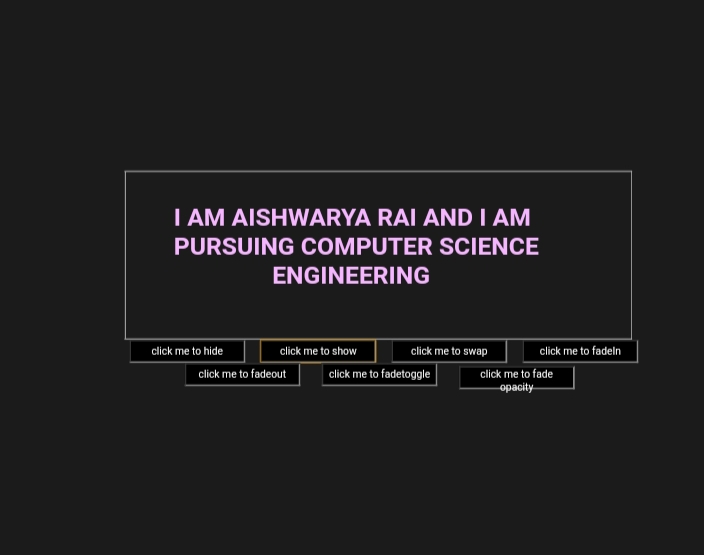 I AM AISHWARYA RAI AND I AM
PURSUING COMPUTER SCIENCE
ENGINEERING
click me to hide
click me to show
click me to swap
click me to fadeIn
click me to fadeout
click me to fadetoggle
click me to fade
opacity